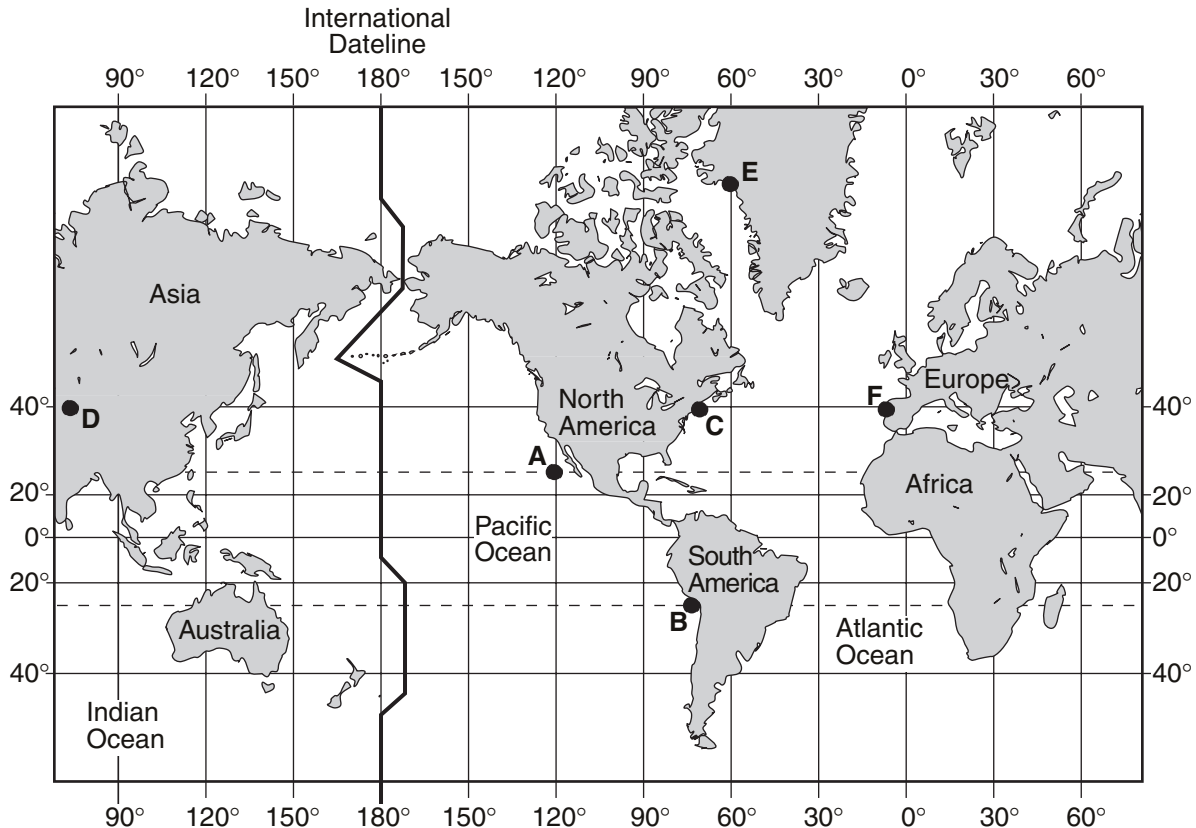 International
Dateline
90° 120° 150° 180° 150° 120° 90° 60° 30° 0° 30° 60°
E
Asia
Europe
North
America
F
40° 40°
D
C
A
Africa
20° 20°
Pacific
Ocean
0° 0°
South
America
20° 20°
B
Australia
Atlantic
Ocean
40° 40°
Indian
Ocean
90° 120° 150° 180° 150° 120° 90° 60° 30° 0° 30° 60°